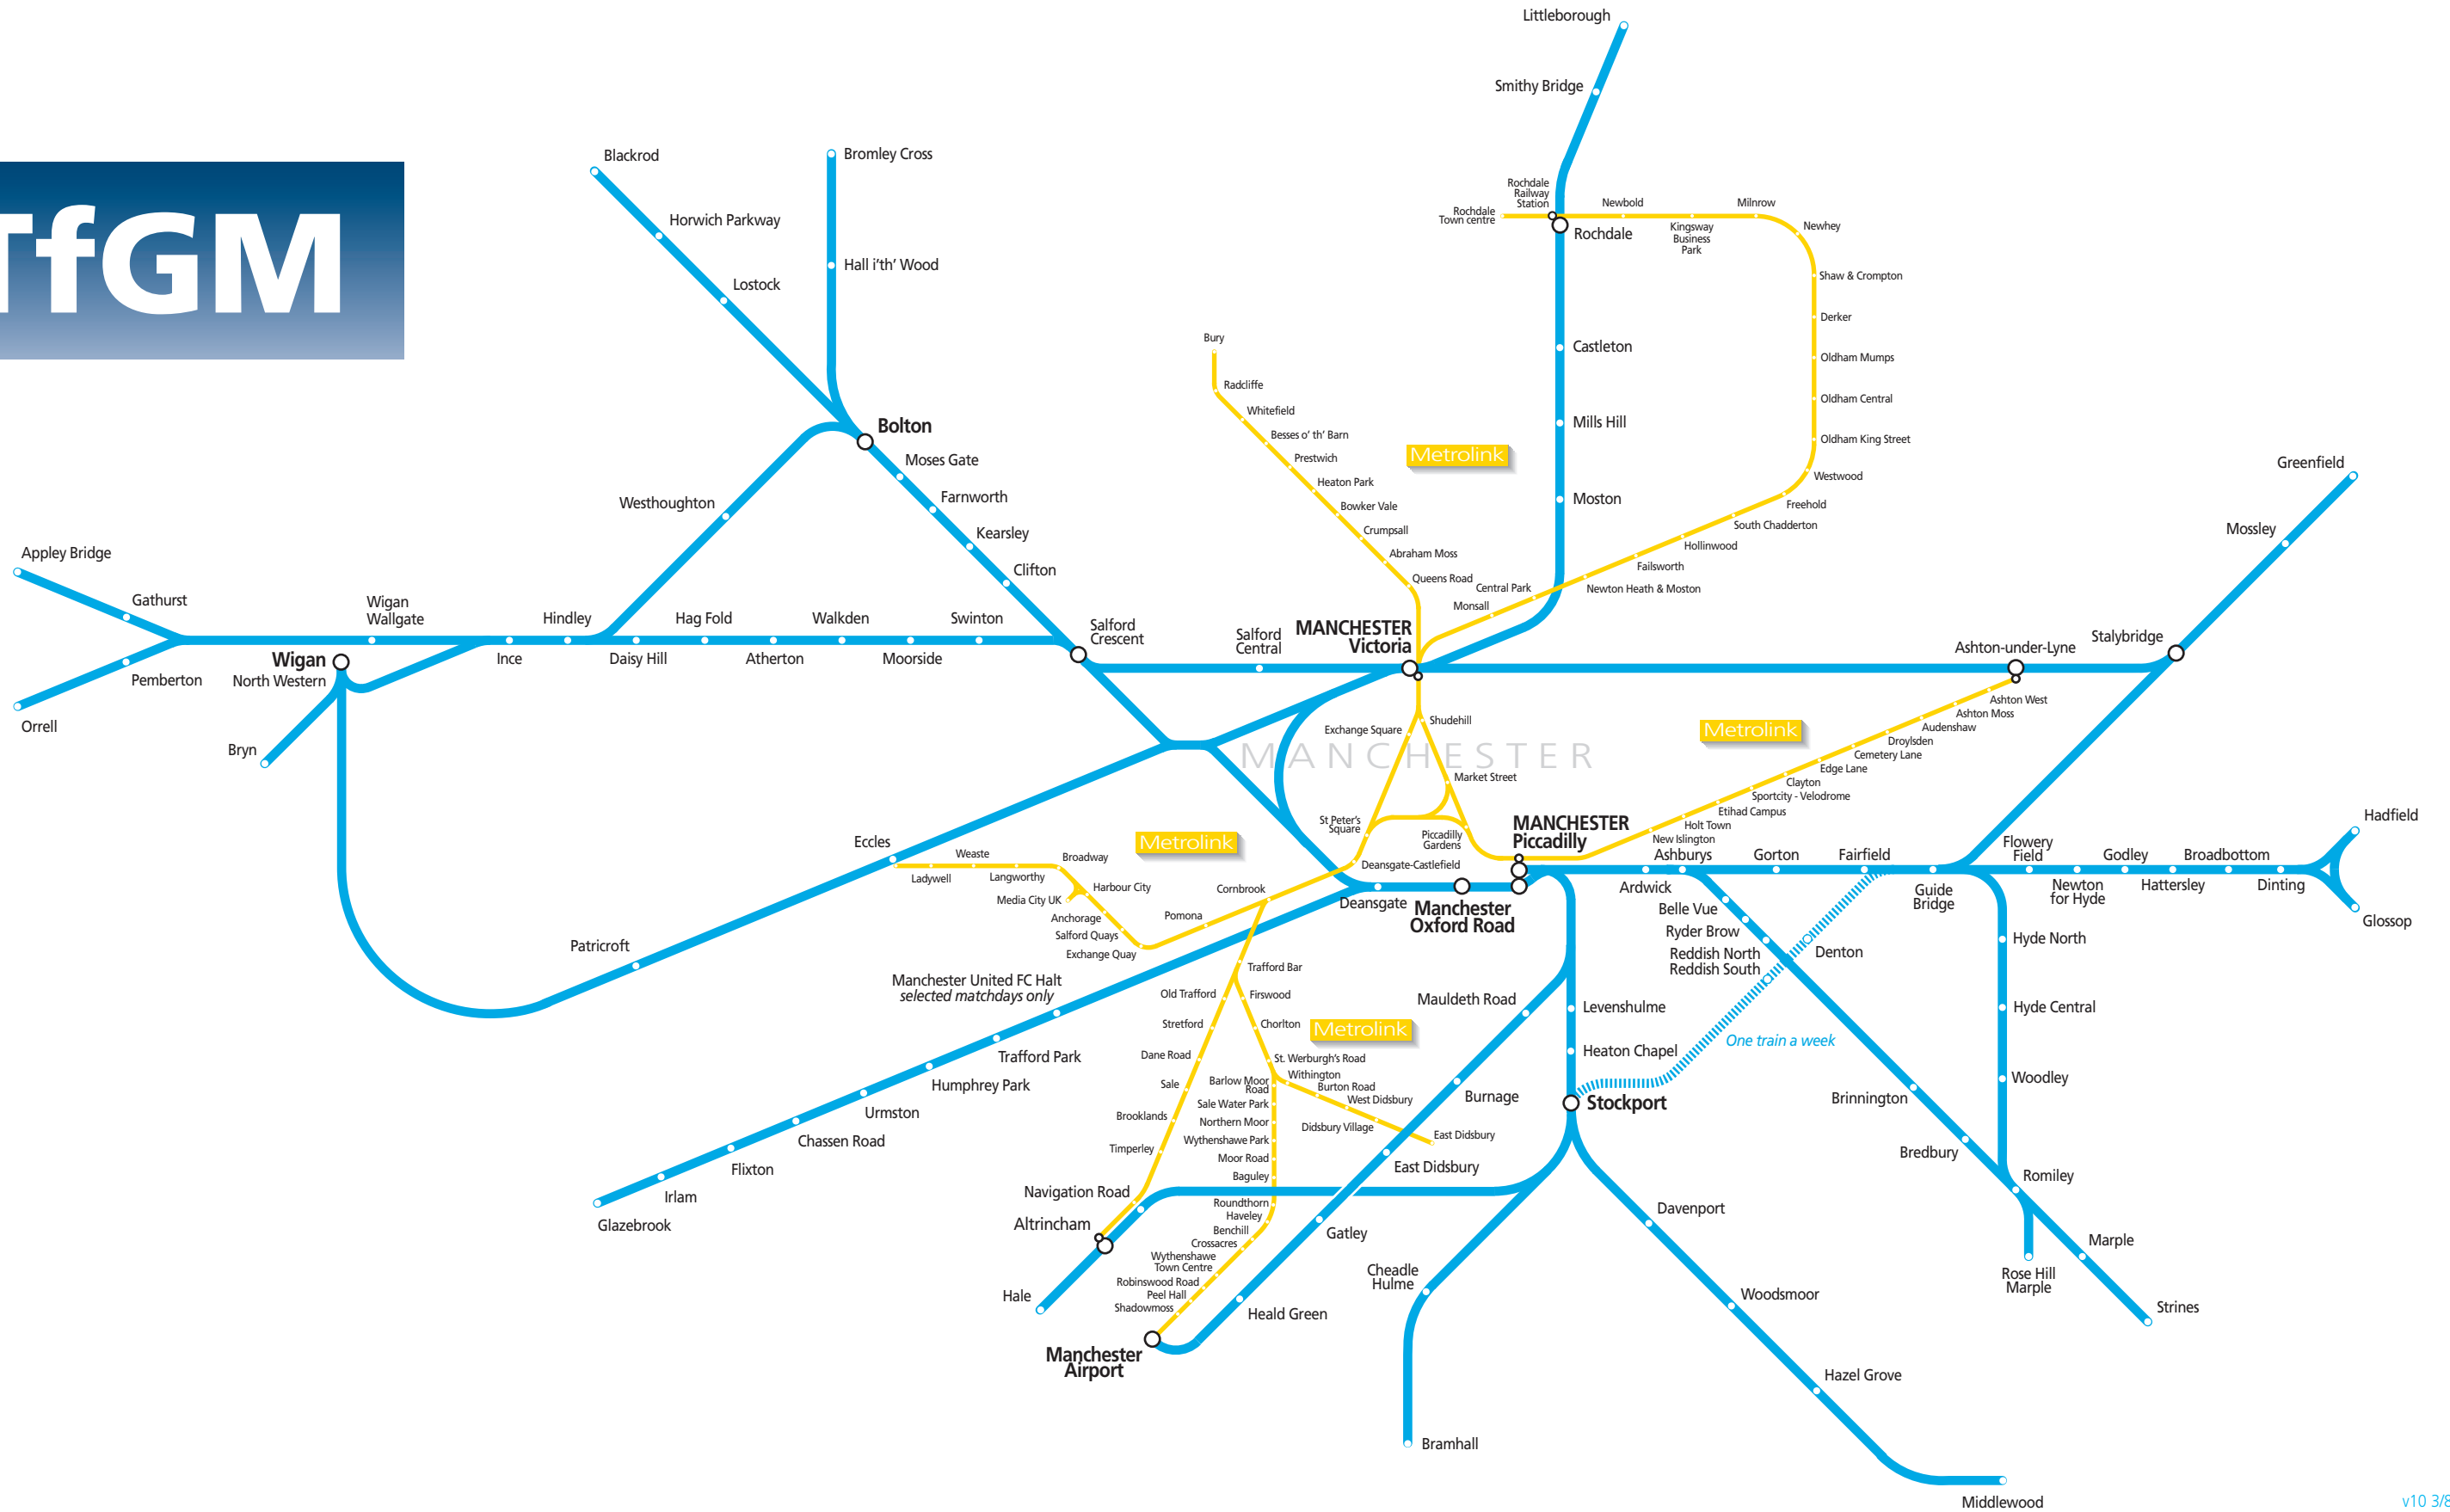 TfGM
Littleborough
Smithy Bridge
Rochdale
Railway
Station
Rochdale
Town centre
Newbold
Milnrow
Kingsway
Business
Park
Newhey
Rochdale
Shaw & Crompton
Derker
Oldham Mumps
Oldham Central
Oldham King Street
Westwood
Freehold
South Chadderton
Hollinwood
Failsworth
Newton Heath & Moston
Central Park
Monsall
Castleton
Mills Hill
Moston
Blackrod
Horwich Parkway
Lostock
Bromley Cross
Hall i'th' Wood
Bolton
Moses Gate
Farnworth
Kearsley
Clifton
Westhoughton
Bury
Radcliffe
Whitefield
Besses o' th' Barn
Prestwich
Heaton Park
Bowker Vale
Crumpsall
Abraham Moss
Queens Road
Metrolink
Greenfield
Mossley
Stalybridge
Ashton-under-Lyne
Appley Bridge
Gathurst
Wigan
Wallgate
Hindley
Hag Fold
Walkden
Swinton
Salford
Crescent
Salford
Central
MANCHESTER
Victoria
Wigan
North Western
Ince
Daisy Hill
Atherton
Moorside
Pemberton
Orrell
Bryn
Exchange Square
Shudehill
MANCHESTER
Market Street
St Peter's
Square
Piccadilly
Gardens
Deansgate-Castlefield
MANCHESTER
Piccadilly
Metrolink
Ashton West
Ashton Moss
Audenshaw
Droylsden
Cemetery Lane
Edge Lane
Clayton
Sportcity - Velodrome
Etihad Campus
Holt Town
New Islington
Eccles
Metrolink
Ladywell
Weaste
Langworthy
Broadway
Harbour City
Media City UK
Anchorage
Salford Quays
Exchange Quay
Pomona
Cornbrook
Deansgate
Manchester
Oxford Road
Ardwick
Ashburys
Gorton
Fairfield
Guide
Bridge
Flowery
Field
Newton
for Hyde
Godley
Hattersley
Broadbottom
Dinting
Hadfield
Glossop
Belle Vue
Ryder Brow
Reddish North
Reddish South
Denton
One train a week
Hyde North
Hyde Central
Woodley
Brinnington
Bredbury
Romiley
Marple
Rose Hill
Marple
Strines
Patricroft
Manchester United FC Halt
selected matchdays only
Trafford Park
Humphrey Park
Urmston
Chassen Road
Flixton
Irlam
Glazebrook
Trafford Bar
Old Trafford
Firswood
Stretford
Chorlton
Metrolink
Dane Road
St. Werburgh's Road
Sale
Withington
Barlow Moor
Road
Burton Road
Sale Water Park
West Didsbury
Brooklands
Northern Moor
Didsbury Village
East Didsbury
Wythenshawe Park
Timperley
Moor Road
Baguley
Navigation Road
Roundthorn
Haveley
Altrincham
Benchill
Crossacres
Wythenshawe
Town Centre
Robinswood Road
Peel Hall
Shadowmoss
Hale
Manchester
Airport
Mauldeth Road
Burnage
East Didsbury
Gatley
Heald Green
Levenshulme
Heaton Chapel
Stockport
Cheadle
Hulme
Bramhall
Davenport
Woodsmoor
Hazel Grove
Middlewood
v10 3/8